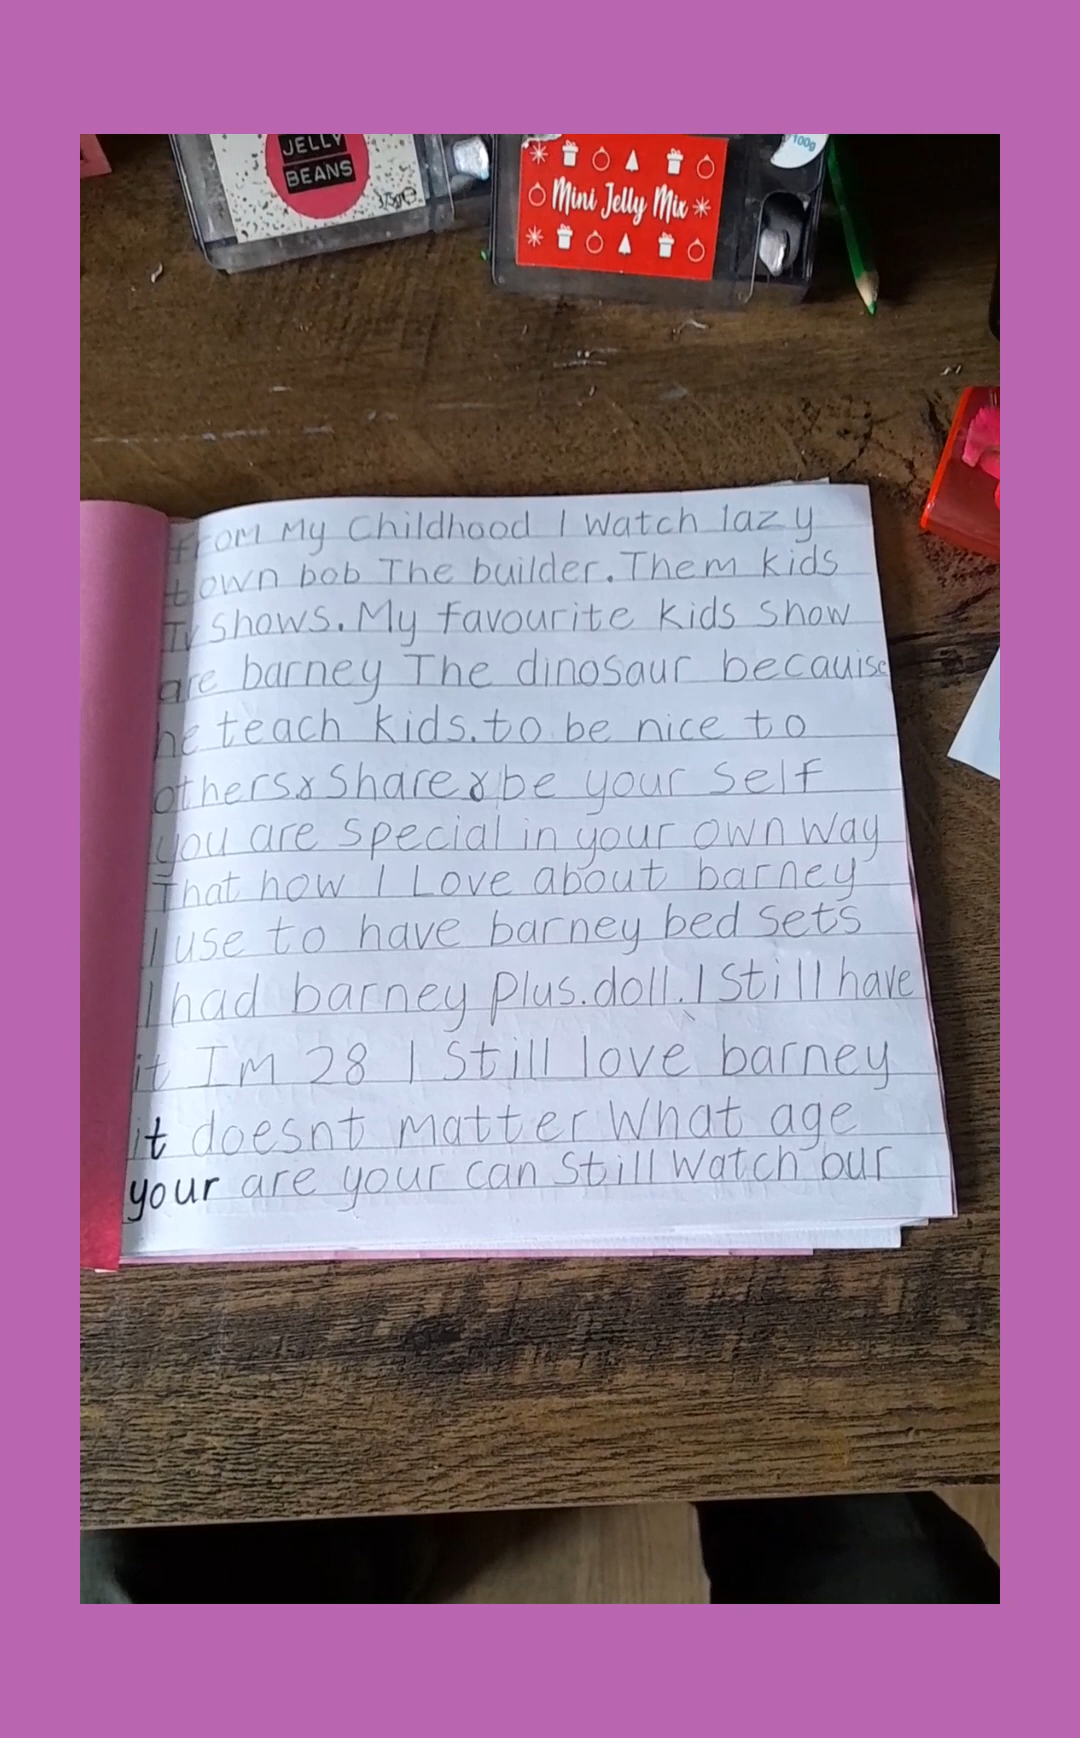 JELLY
BEANS
375g e
100g
Mini Jelly Mix
from My Childhood I Watch lazy
town bob The builder. Them kids
Tv Shows. My favourite kids Show
are barney The dinosaur becauise
he teach kids. to be nice to
others & Share & be your Self
you are Special in your own Way
That how I Love about barney
I use to have barney bed Sets
I had barney Plus. doll. I Still have
it Im 28 I Still love barney
it doesnt matter What age
your are your can Still Watch our